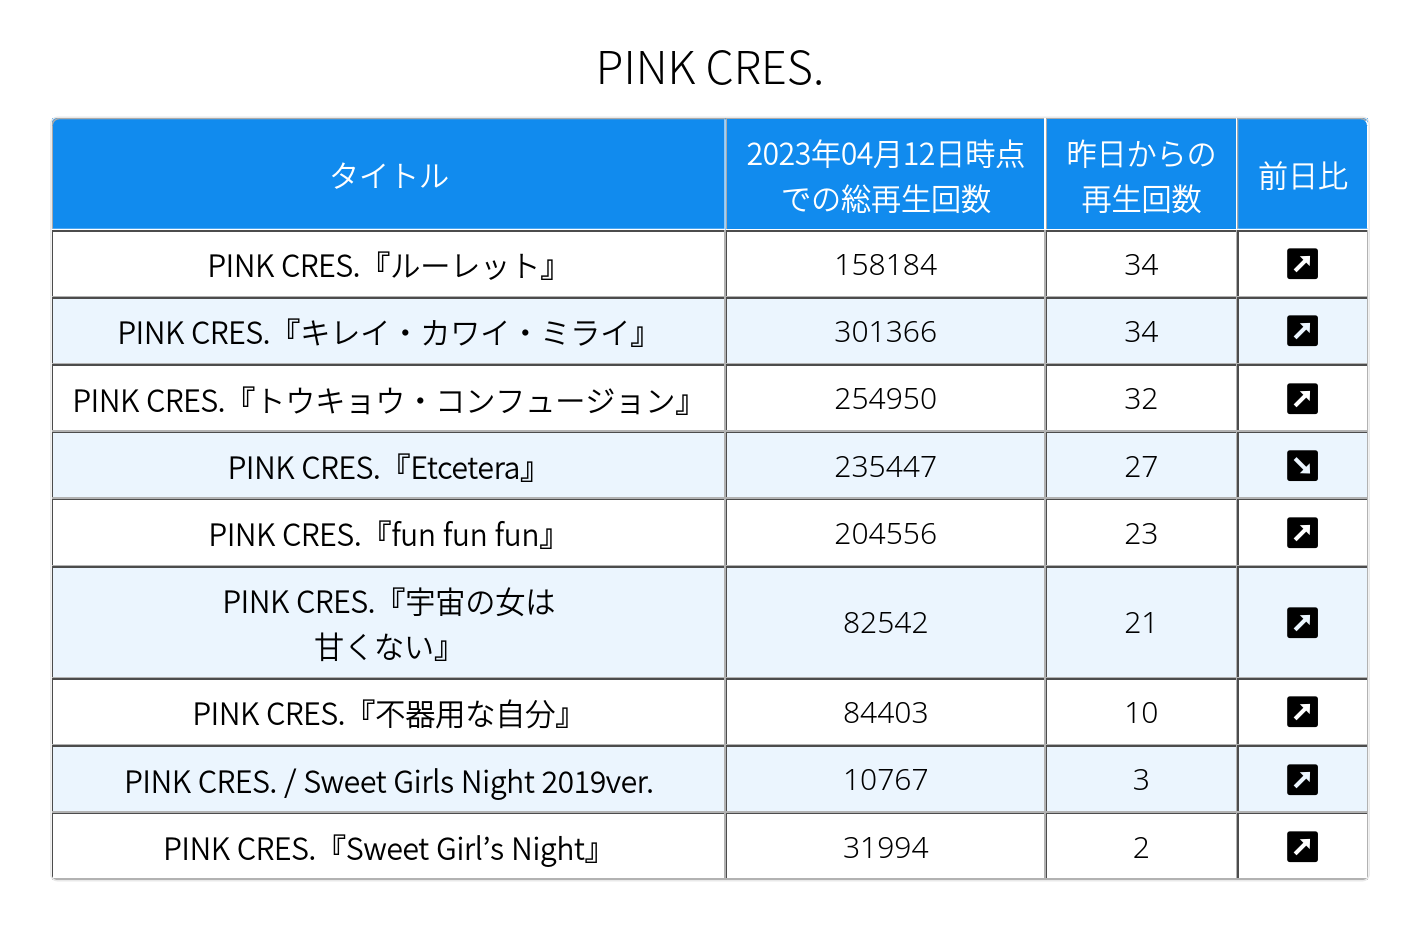 PINK CRES.
タイトル
2023年04月12日時点
での総再生回数
昨日からの
再生回数
前日比
PINK CRES.『ルーレット』 158184 34 ↗
PINK CRES.『キレイ・カワイ・ミライ』 301366 34 ↗
PINK CRES.『トウキョウ・コンフュージョン』 254950 32 ↗
PINK CRES.『Etcetera』 235447 27 ↘
PINK CRES.『fun fun fun』 204556 23 ↗
PINK CRES.『宇宙の女は
甘くない』 82542 21 ↗
PINK CRES.『不器用な自分』 84403 10 ↗
PINK CRES. / Sweet Girls Night 2019ver. 10767 3 ↗
PINK CRES.『Sweet Girl’s Night』 31994 2 ↗